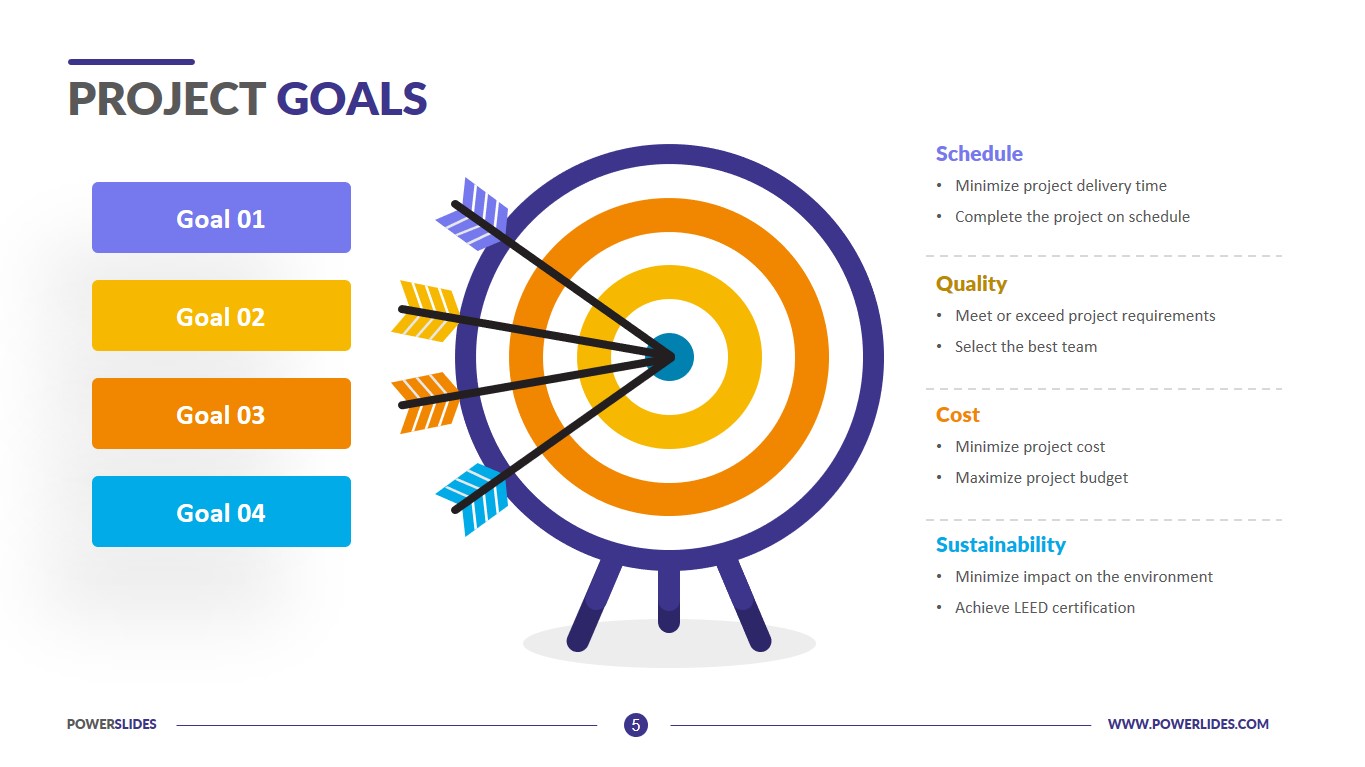 PROJECT GOALS
Goal 01
Goal 02
Goal 03
Goal 04
Schedule
• Minimize project delivery time
• Complete the project on schedule
Quality
• Meet or exceed project requirements
• Select the best team
Cost
• Minimize project cost
• Maximize project budget
Sustainability
• Minimize impact on the environment
• Achieve LEED certification
POWERSLIDES
5
WWW.POWERLIDES.COM